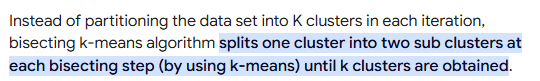 Instead of partitioning the data set into K clusters in each iteration,
bisecting k-means algorithm splits one cluster into two sub clusters at
each bisecting step (by using k-means) until k clusters are obtained.